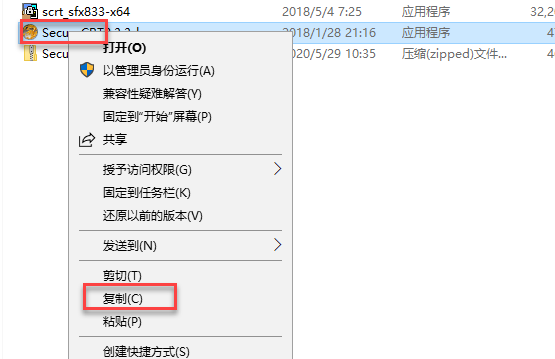 scrt_sfx833-x64 2018/5/4 7:25 应用程序 32,20
Secu 2018/1/28 21:16 应用程序 4
Secu 2020/5/29 10:35 压缩(zipped)文件... 4
打开(O)
以管理员身份运行(A)
兼容性疑难解答(Y)
固定到"开始"屏幕(P)
共享
授予访问权限(G)
固定到任务栏(K)
还原以前的版本(V)
发送到(N)
剪切(T)
复制(C)
粘贴(P)
创建快捷方式(S)